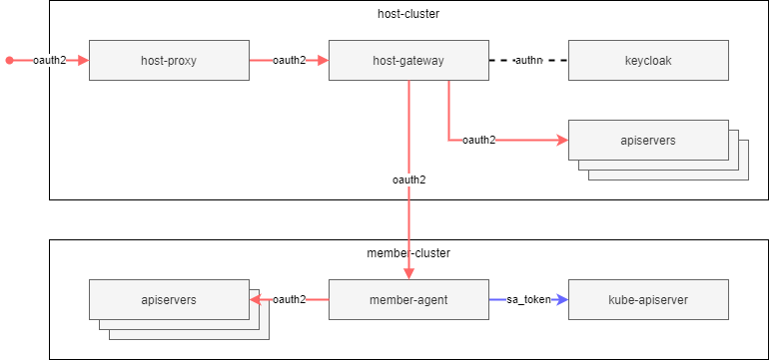 host-cluster
oauth2
host-proxy
oauth2
host-gateway
authn
keycloak
oauth2
apiservers
oauth2
member-cluster
apiservers
oauth2
member-agent
sa_token
kube-apiserver